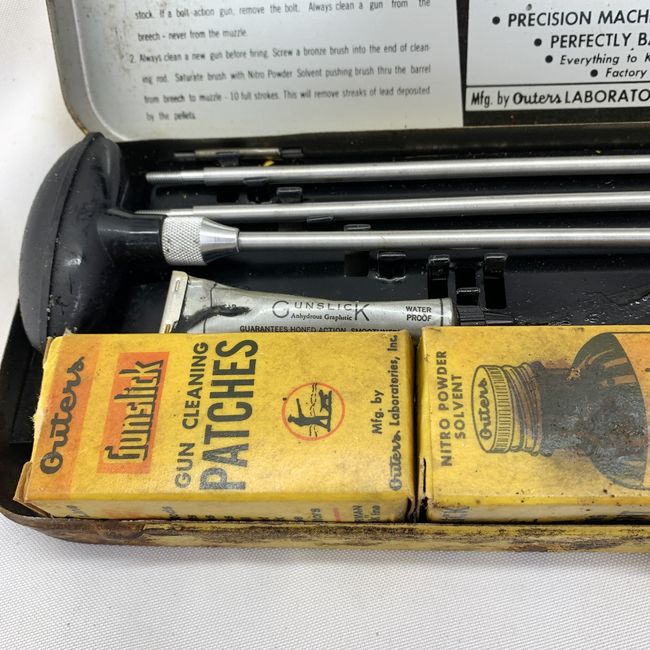 stock. If a bolt-action gun, remove the bolt. Always clean a gun from the
breech - never from the muzzle.
2. Always clean a new gun before firing. Screw a bronze brush into the end of clean-
ing rod. Saturate brush with Nitro Powder Solvent pushing brush thru the barrel
from breech to muzzle - 10 full strokes. This will remove streaks of lead deposited
by the pellets.
• PRECISION MACH
• PERFECTLY BA
• Everything to K
• Factory
Mfg. by Outers LABORATO
GUNSLICK
Anhydrous Graphetic
WATER
PROOF
GUARANTEES HONED ACTION, SMOOTH
Outers
Gunslick
GUN CLEANING
PATCHES
Mfg. by
Outers Laboratories, Inc.
NITRO POWDER
SOLVENT
Outers